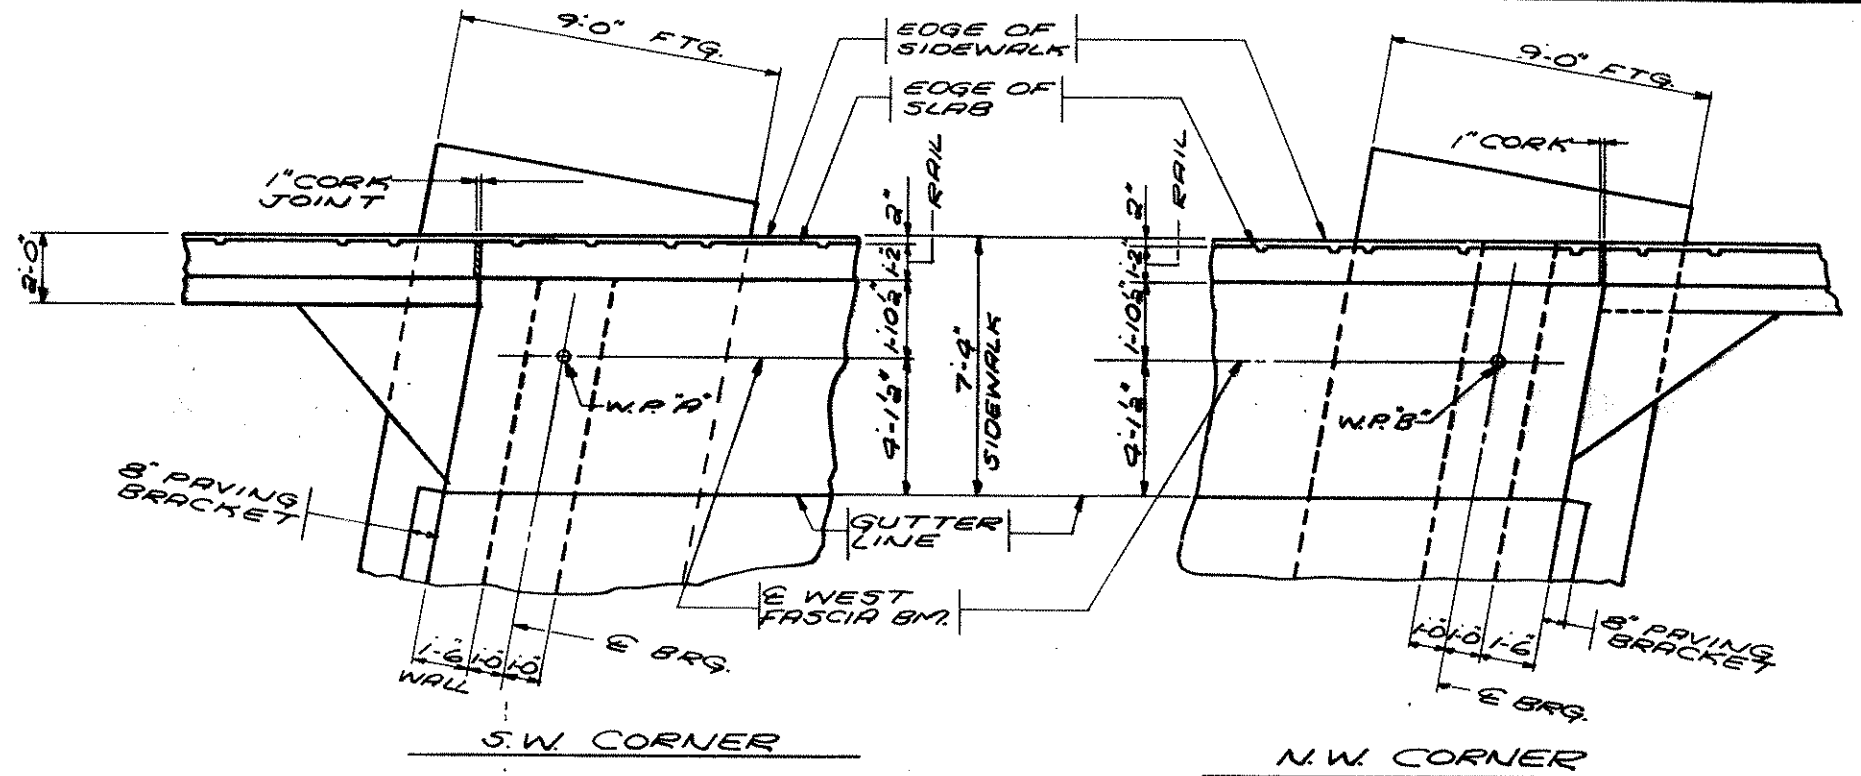 9'-0" FTG.
EDGE OF
SIDEWALK
9'-0" FTG.
EDGE OF
SLAB
1" CORK
JOINT
RAIL
RAIL
1" CORK
2'-0"
2"
1'-2"
1'-10½"
4'-1½"
7'-4"
SIDEWALK
2"
1'-2"
1'-10½"
4'-1½"
W.P. "A"
W.P. "B"
8" PAVING
BRACKET
GUTTER
LINE
℄ WEST
FASCIA BM.
1'-6"
1'-0"
1'-0"
WALL
℄ BRG.
1'-0"
1'-0"
1'-6"
8" PAVING
BRACKET
℄ BRG.
S.W. CORNER
N.W. CORNER